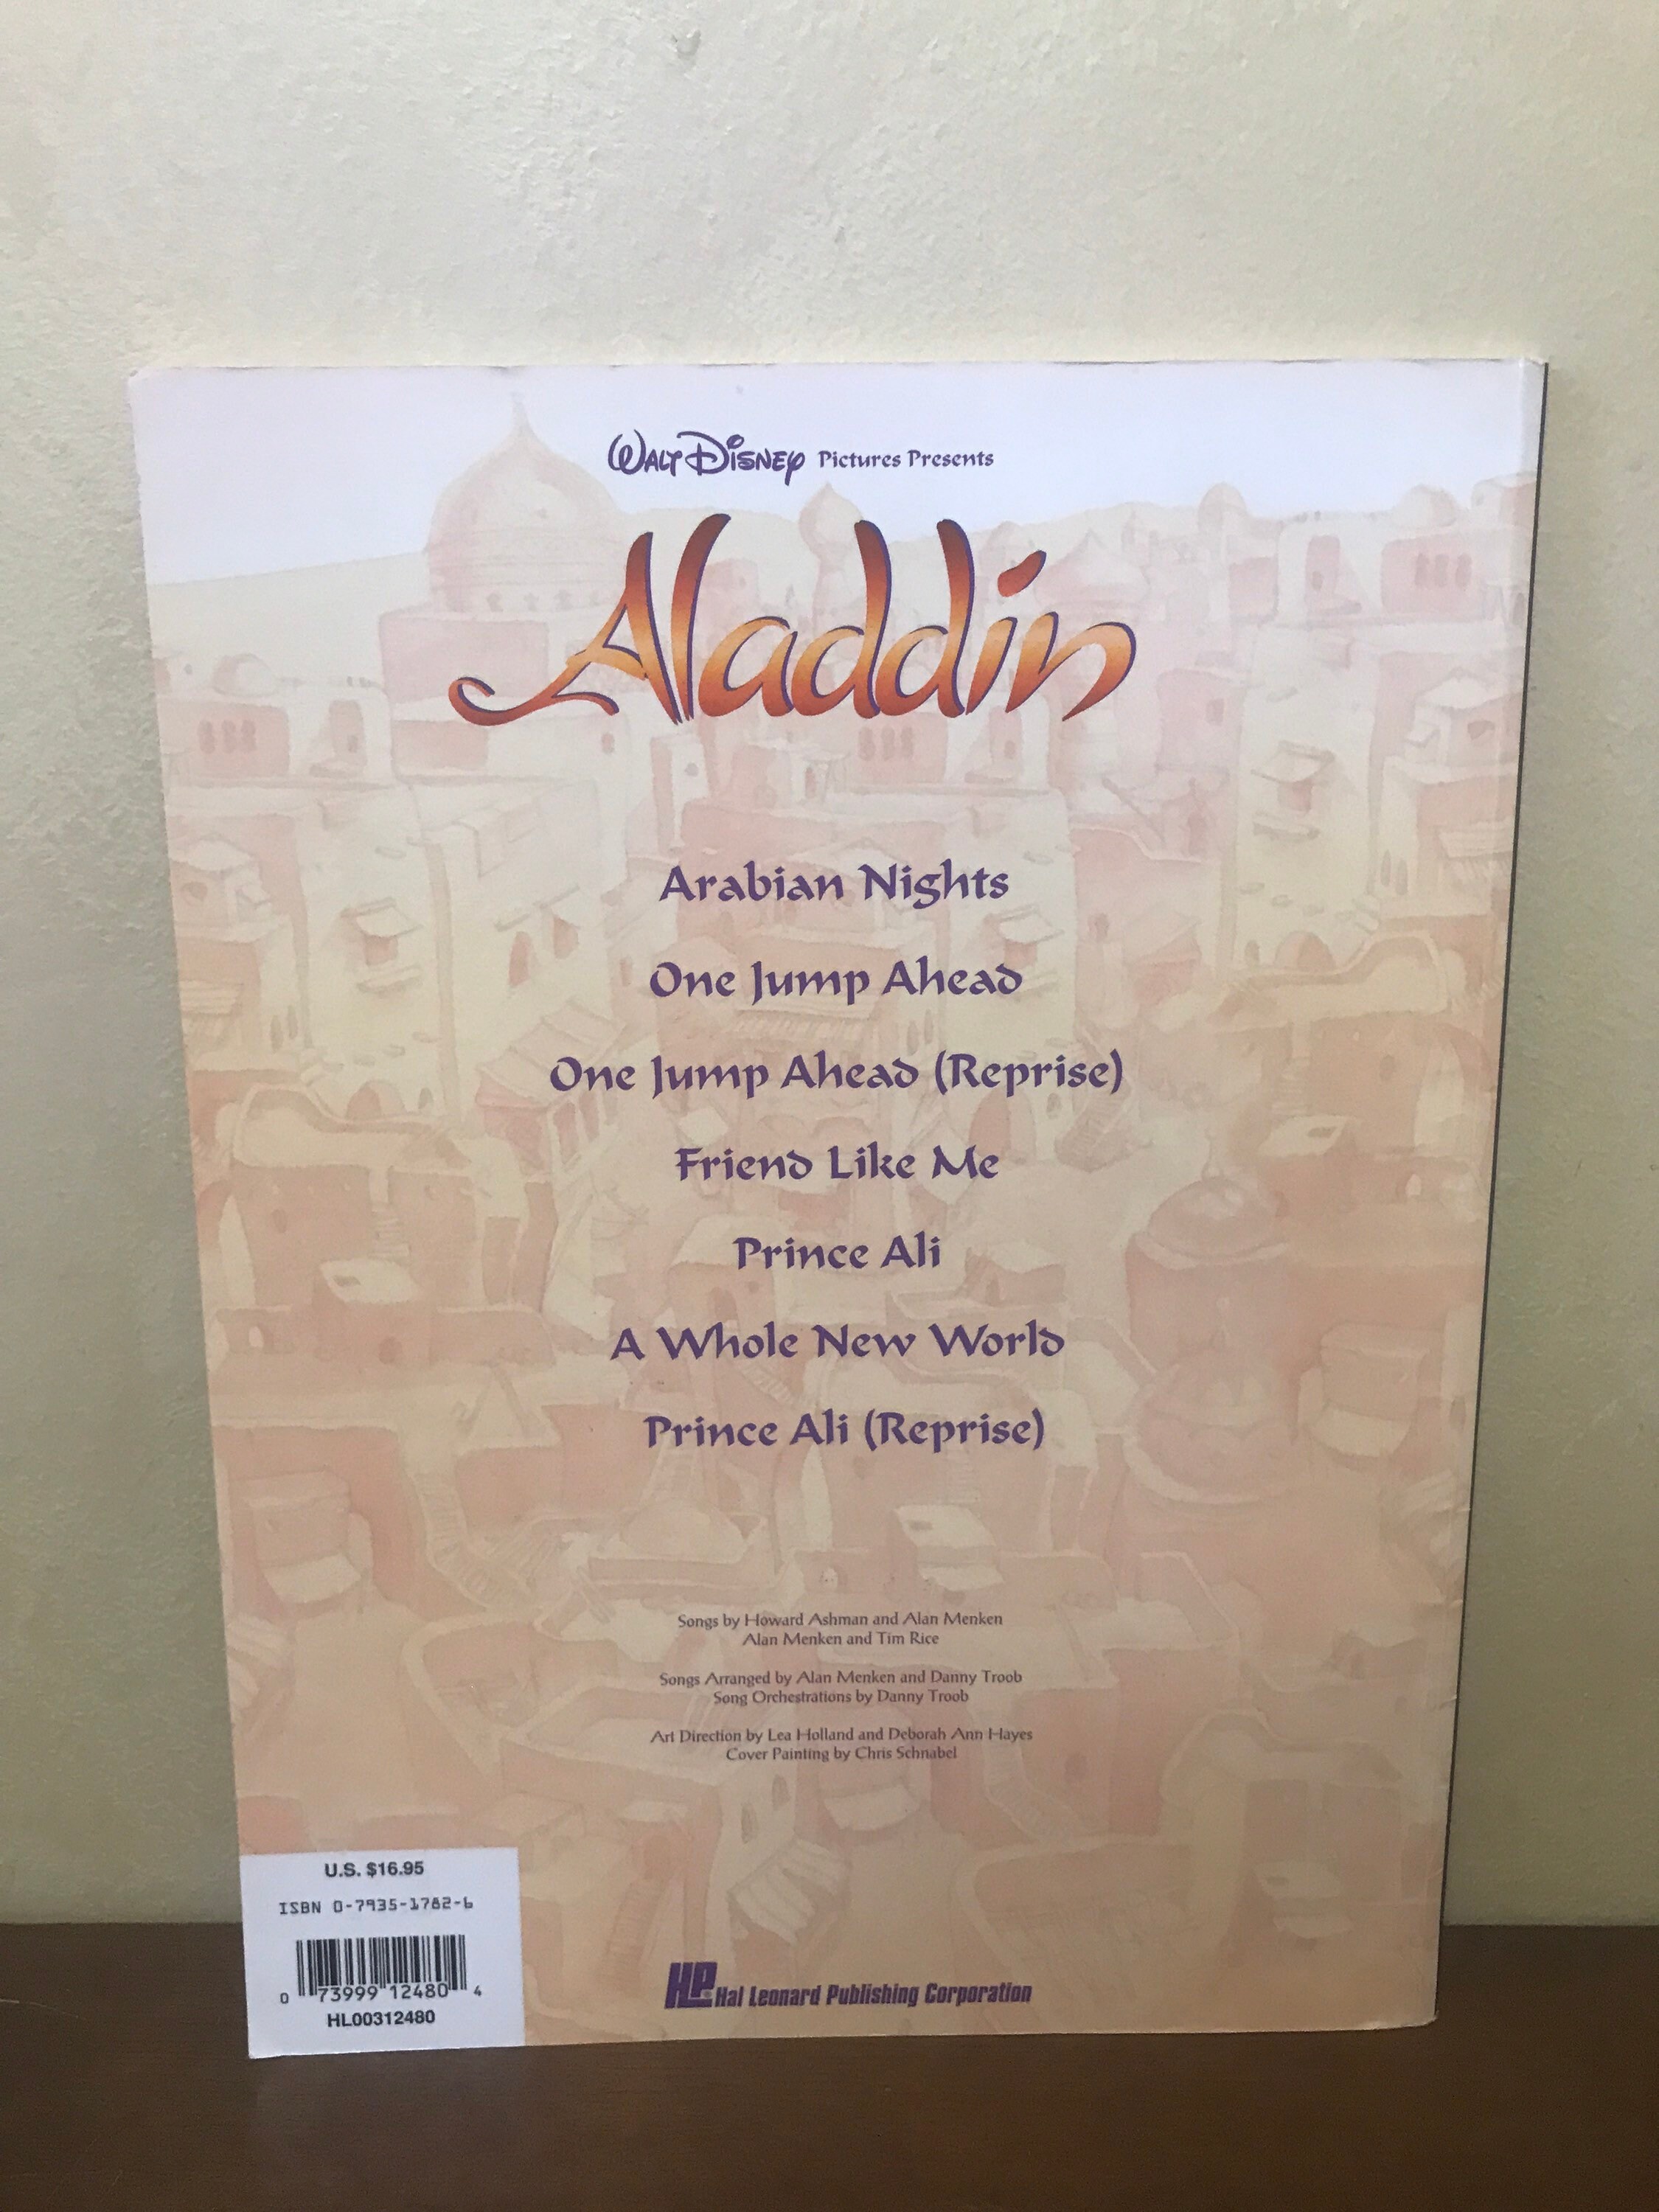 Walt Disney Pictures Presents
Aladdin
Arabian Nights
One Jump Ahead
One Jump Ahead (Reprise)
Friend Like Me
Prince Ali
A Whole New World
Prince Ali (Reprise)
Songs by Howard Ashman and Alan Menken
Alan Menken and Tim Rice
Songs Arranged by Alan Menken and Danny Troob
Song Orchestrations by Danny Troob
Art Direction by Lea Holland and Deborah Ann Hayes
Cover Painting by Chris Schnabel
U.S. $16.95
ISBN 0-7935-1782-6
0 73999 12480 4
HL00312480
HL Hal Leonard Publishing Corporation